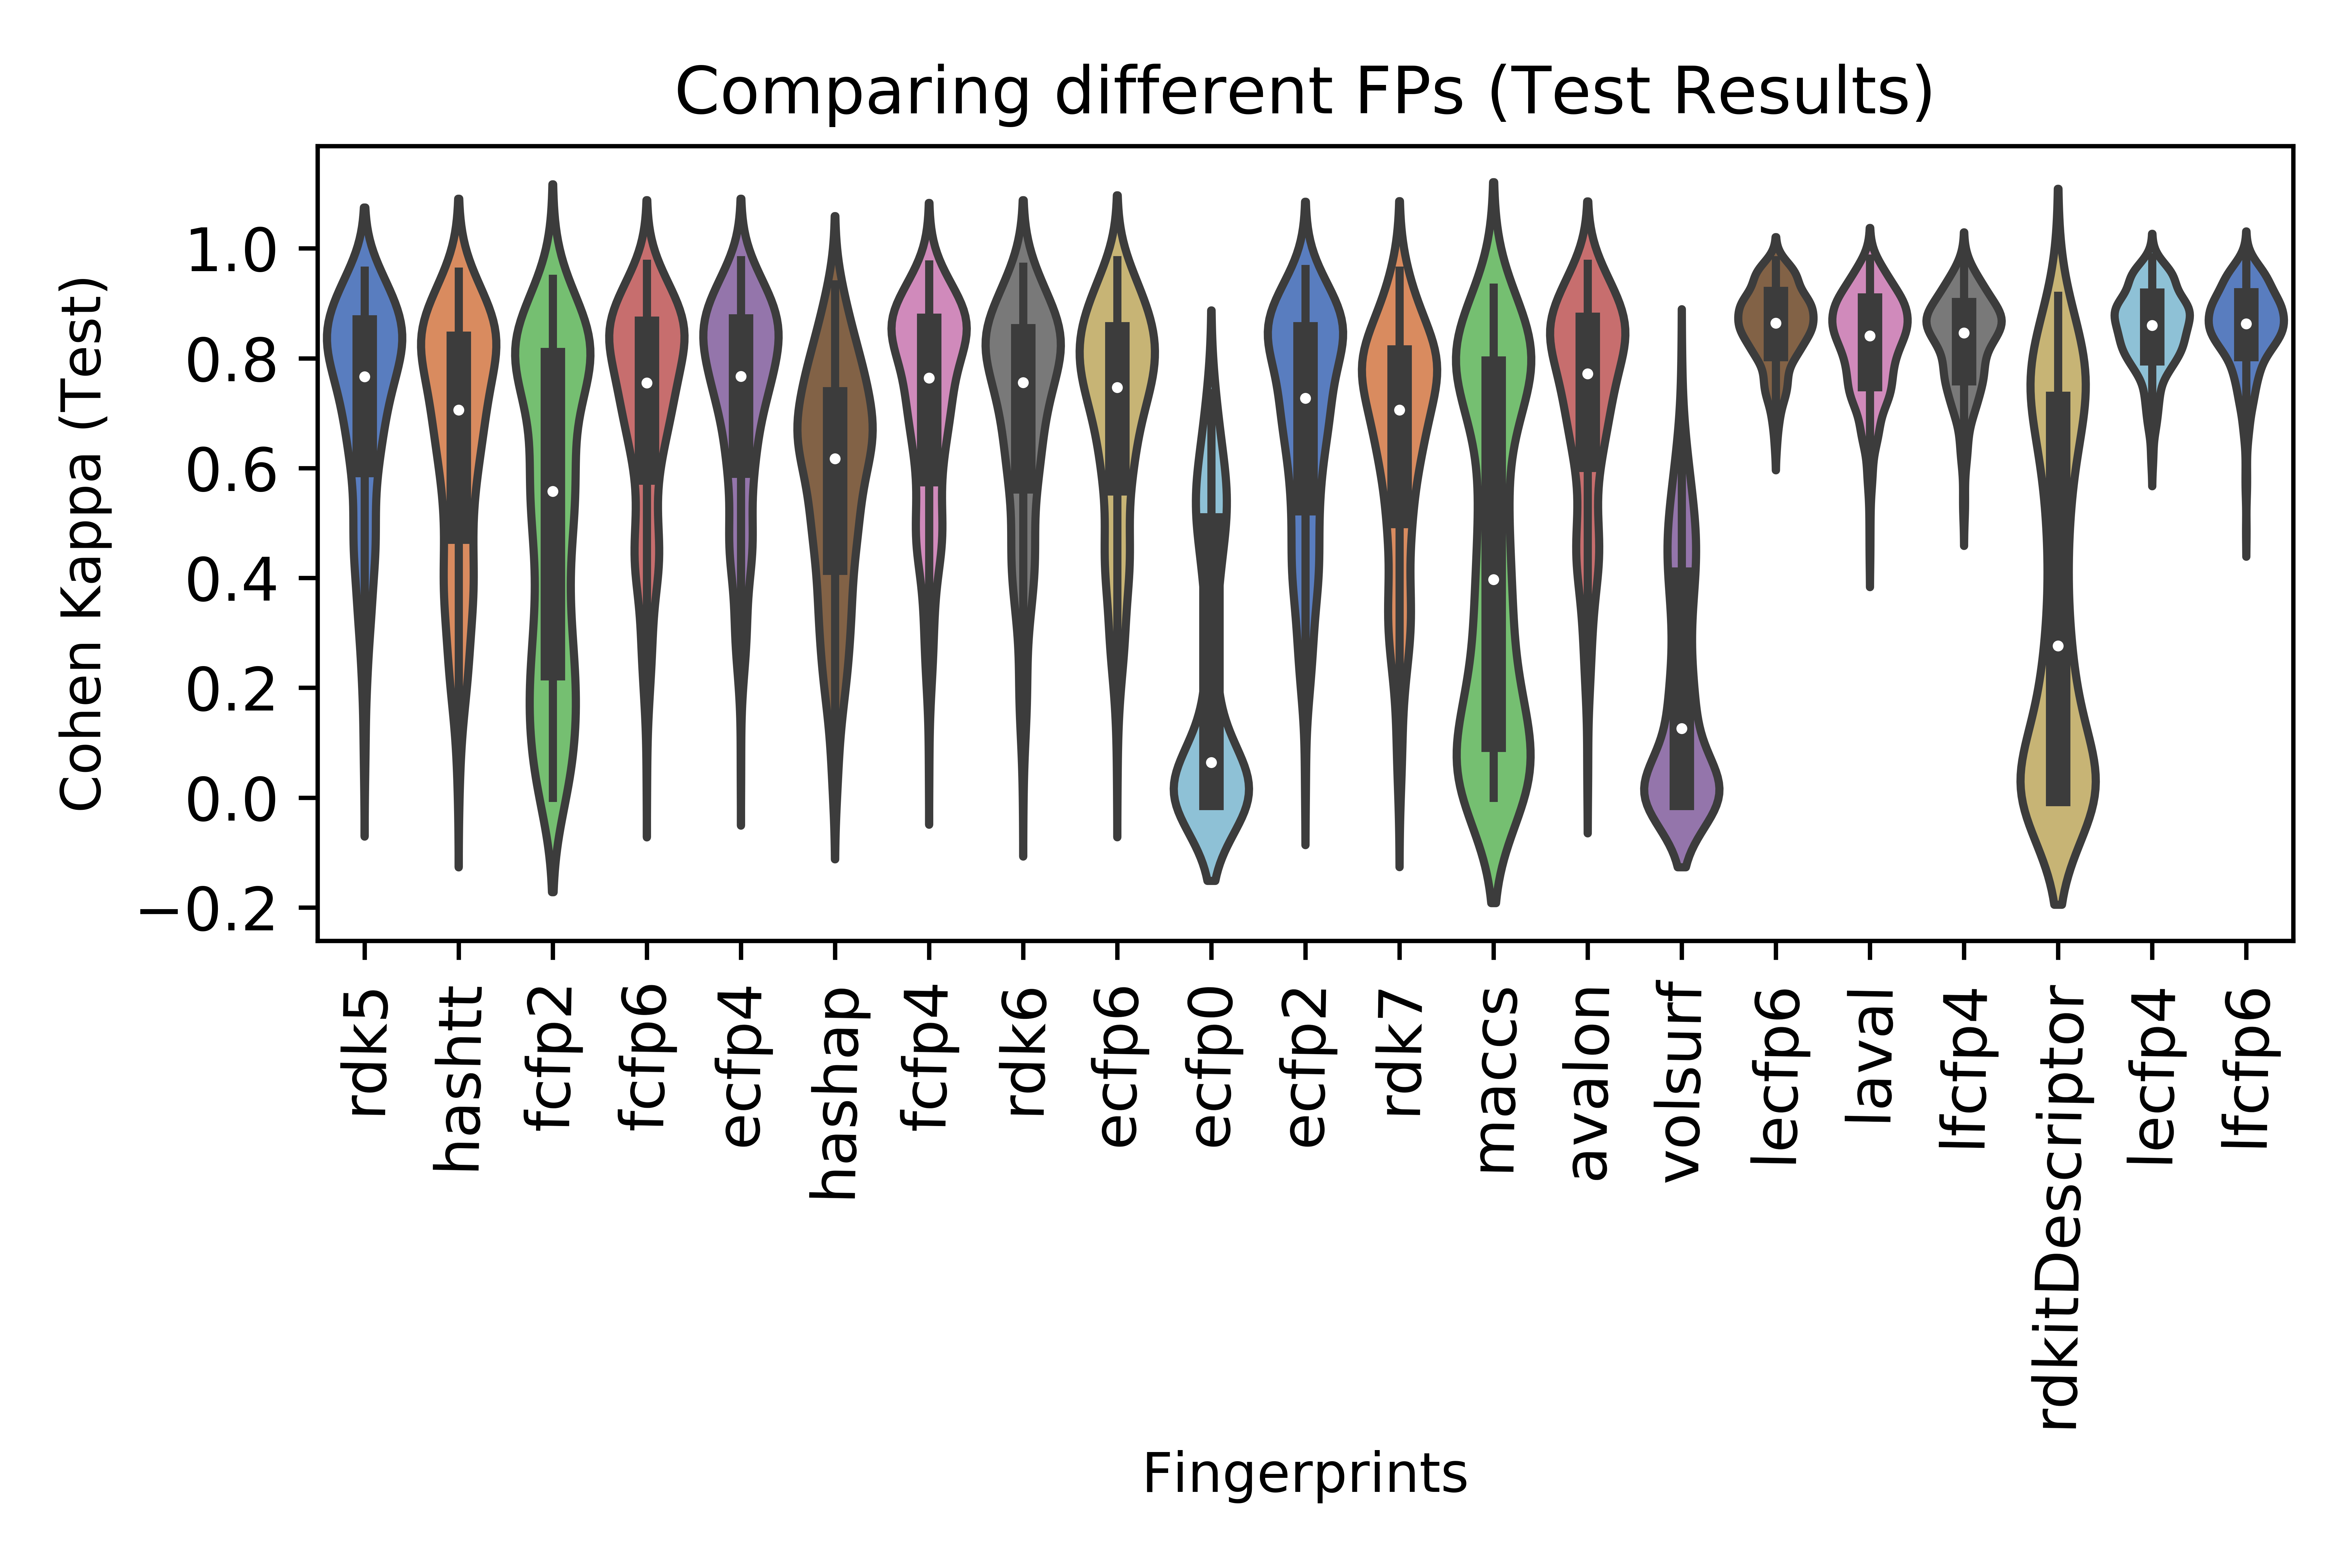 Comparing different FPs (Test Results)
Cohen Kappa (Test)
1.0
0.8
0.6
0.4
0.2
0.0
−0.2
rdk5
hashtt
fcfp2
fcfp6
ecfp4
hashap
fcfp4
rdk6
ecfp6
ecfp0
ecfp2
rdk7
maccs
avalon
volsurf
lecfp6
laval
lfcfp4
rdkitDescriptor
lecfp4
lfcfp6
Fingerprints